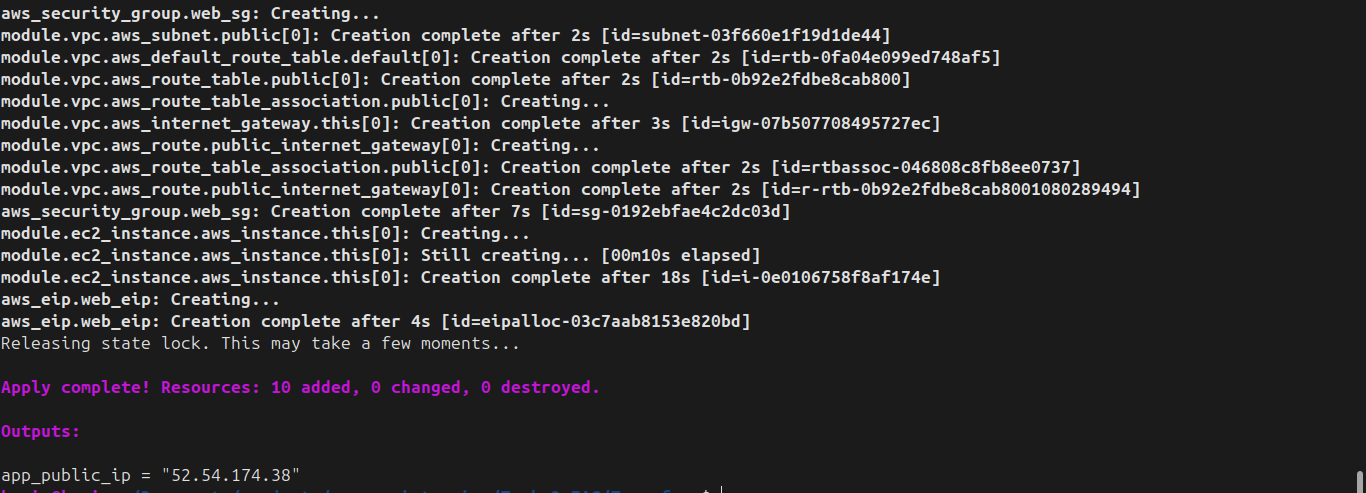 aws_security_group.web_sg: Creating...
module.vpc.aws_subnet.public[0]: Creation complete after 2s [id=subnet-03f660e1f19d1de44]
module.vpc.aws_default_route_table.default[0]: Creation complete after 2s [id=rtb-0fa04e099ed748af5]
module.vpc.aws_route_table.public[0]: Creation complete after 2s [id=rtb-0b92e2fdbe8cab800]
module.vpc.aws_route_table_association.public[0]: Creating...
module.vpc.aws_internet_gateway.this[0]: Creation complete after 3s [id=igw-07b507708495727ec]
module.vpc.aws_route.public_internet_gateway[0]: Creating...
module.vpc.aws_route_table_association.public[0]: Creation complete after 2s [id=rtbassoc-046808c8fb8ee0737]
module.vpc.aws_route.public_internet_gateway[0]: Creation complete after 2s [id=r-rtb-0b92e2fdbe8cab8001080289494]
aws_security_group.web_sg: Creation complete after 7s [id=sg-0192ebfae4c2dc03d]
module.ec2_instance.aws_instance.this[0]: Creating...
module.ec2_instance.aws_instance.this[0]: Still creating... [00m10s elapsed]
module.ec2_instance.aws_instance.this[0]: Creation complete after 18s [id=i-0e0106758f8af174e]
aws_eip.web_eip: Creating...
aws_eip.web_eip: Creation complete after 4s [id=eipalloc-03c7aab8153e820bd]
Releasing state lock. This may take a few moments...
Apply complete! Resources: 10 added, 0 changed, 0 destroyed.
Outputs:
app_public_ip = "52.54.174.38"